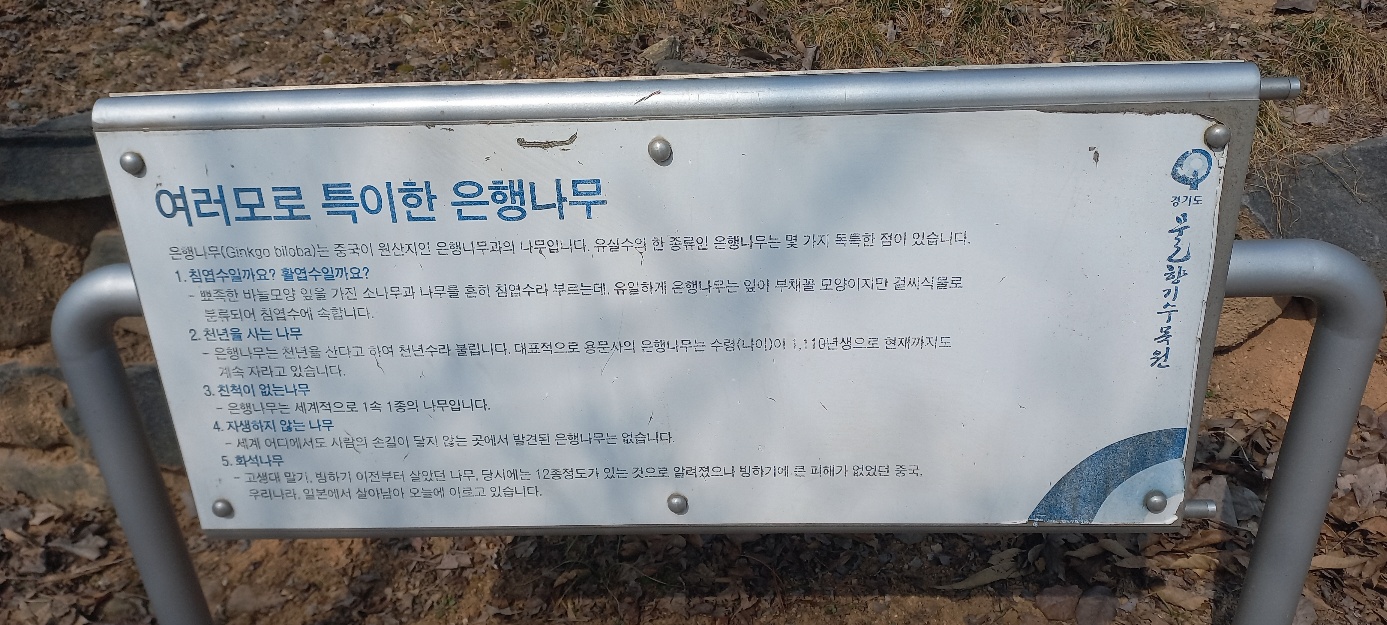 여러모로 특이한 은행나무
은행나무(Ginkgo biloba)는 중국이 원산지인 은행나무과의 나무입니다. 유실수의 한 종류인 은행나무는 몇 가지 독특한 점이 있습니다.
1. 침엽수일까요? 활엽수일까요?
- 뾰족한 바늘모양 잎을 가진 소나무과 나무를 흔히 침엽수라 부르는데, 유일하게 은행나무는 잎이 부채꼴 모양이지만 겉씨식물로
분류되어 침엽수에 속합니다.
2. 천년을 사는 나무
- 은행나무는 천년을 산다고 하여 천년수라 불립니다. 대표적으로 용문사의 은행나무는 수령(나이)이 1,110년생으로 현재까지도
계속 자라고 있습니다.
3. 친척이 없는나무
- 은행나무는 세계적으로 1속 1종의 나무입니다.
4. 자생하지 않는 나무
- 세계 어디에서도 사람의 손길이 닿지 않는 곳에서 발견된 은행나무는 없습니다.
5. 화석나무
- 고생대 말기, 빙하기 이전부터 살았던 나무, 당시에는 12종정도가 있는 것으로 알려졌으나 빙하기에 큰 피해가 없었던 중국,
우리나라, 일본에서 살아남아 오늘에 이르고 있습니다.
경기도
물향기수목원